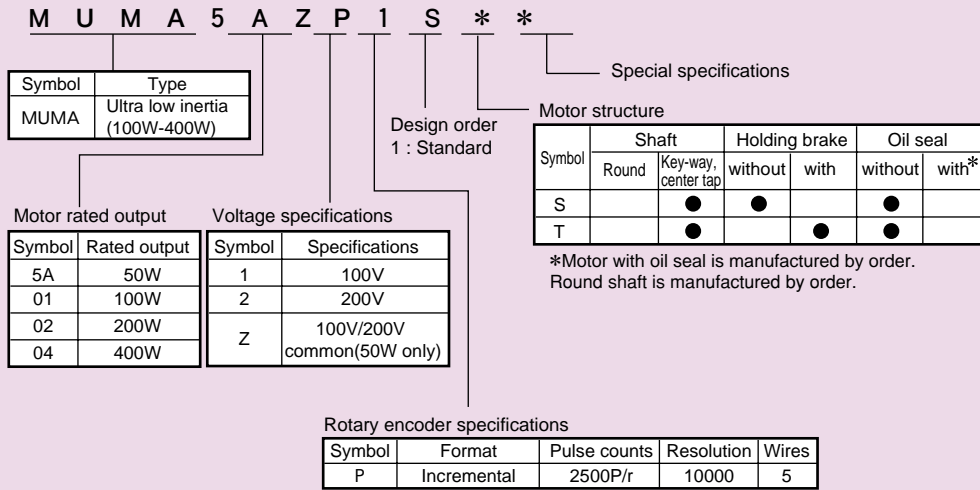 M U M A 5 A Z P 1 S * *
Special specifications
Symbol Type
MUMA Ultra low inertia
(100W-400W)
Design order
1 : Standard
Motor structure
Symbol Shaft Holding brake Oil seal
Round Key-way, center tap without with without with*
S ● ● ●
T ● ● ●
*Motor with oil seal is manufactured by order.
Round shaft is manufactured by order.
Motor rated output
Symbol Rated output
5A 50W
01 100W
02 200W
04 400W
Voltage specifications
Symbol Specifications
1 100V
2 200V
Z 100V/200V
common(50W only)
Rotary encoder specifications
Symbol Format Pulse counts Resolution Wires
P Incremental 2500P/r 10000 5